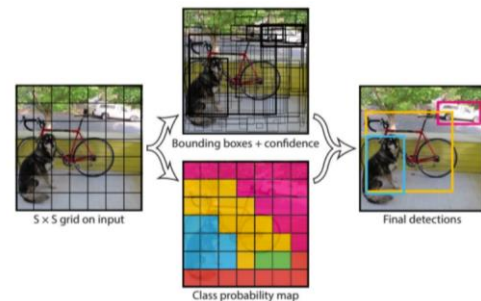 Bounding boxes + confidence
S × S grid on input
Final detections
Class probability map